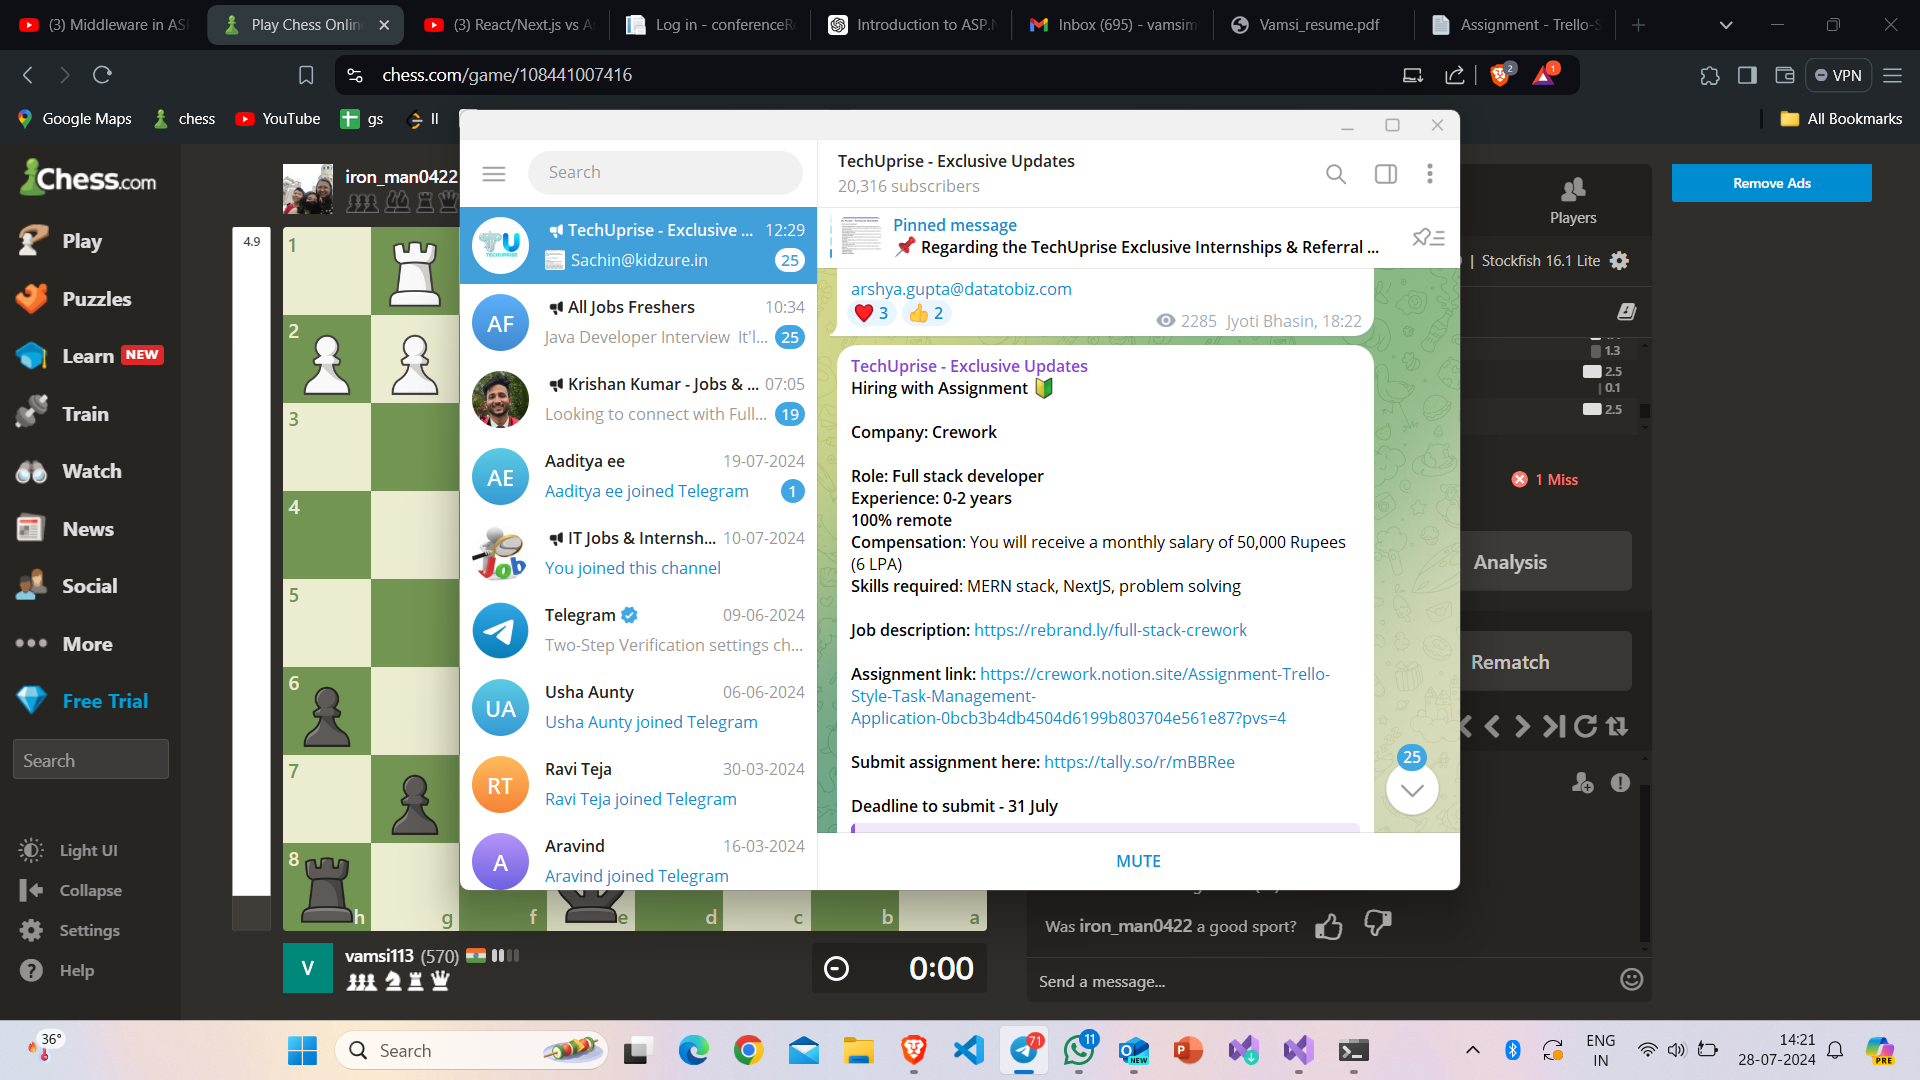 (3) Middleware in AS
Play Chess Onlin
(3) React/Next.js vs A
Log in - conferenceR
Introduction to ASP.N
Inbox (695) - vamsim
Vamsi_resume.pdf
Assignment - Trello-S
chess.com/game/108441007416
2
1
VPN
Google Maps
chess
YouTube
gs
ll
All Bookmarks
Chess.com
Play
Puzzles
Learn NEW
Train
Watch
News
Social
More
Free Trial
Search
Light UI
Collapse
Settings
Help
iron_man0422
4.9
1
2
3
4
5
6
7
8
h
g
f
e
d
c
b
a
V
vamsi113 (570)
0:00
Search
TechUprise - Exclusive ... 12:29
Sachin@kidzure.in 25
TU
TECHUPRISE
AF
All Jobs Freshers 10:34
Java Developer Interview It'l... 25
Krishan Kumar - Jobs & ... 07:05
Looking to connect with Full... 19
AE
Aaditya ee 19-07-2024
Aaditya ee joined Telegram 1
Job
IT Jobs & Internsh... 10-07-2024
You joined this channel
Telegram 09-06-2024
Two-Step Verification settings ch...
UA
Usha Aunty 06-06-2024
Usha Aunty joined Telegram
RT
Ravi Teja 30-03-2024
Ravi Teja joined Telegram
A
Aravind 16-03-2024
Aravind joined Telegram
TechUprise - Exclusive Updates
20,316 subscribers
Pinned message
📌 Regarding the TechUprise Exclusive Internships & Referral ...
arshya.gupta@datatobiz.com
❤️ 3 👍 2
2285 Jyoti Bhasin, 18:22
TechUprise - Exclusive Updates
Hiring with Assignment 🔰
Company: Crework
Role: Full stack developer
Experience: 0-2 years
100% remote
Compensation: You will receive a monthly salary of 50,000 Rupees
(6 LPA)
Skills required: MERN stack, NextJS, problem solving
Job description: https://rebrand.ly/full-stack-crework
Assignment link: https://crework.notion.site/Assignment-Trello-
Style-Task-Management-
Application-0bcb3b4db4504d6199b803704e561e87?pvs=4
Submit assignment here: https://tally.so/r/mBBRee
Deadline to submit - 31 July
25
MUTE
Remove Ads
Players
| Stockfish 16.1 Lite
1.3
2.5
0.1
2.5
1 Miss
Analysis
Rematch
Was iron_man0422 a good sport?
Send a message...
36°
Search
71
11
NEW
ENG
IN
14:21
28-07-2024
PRE